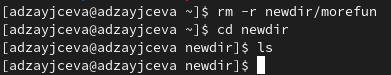 [adzayjceva@adzayjceva ~]$ rm -r newdir/morefun
[adzayjceva@adzayjceva ~]$ cd newdir
[adzayjceva@adzayjceva newdir]$ ls
[adzayjceva@adzayjceva newdir]$